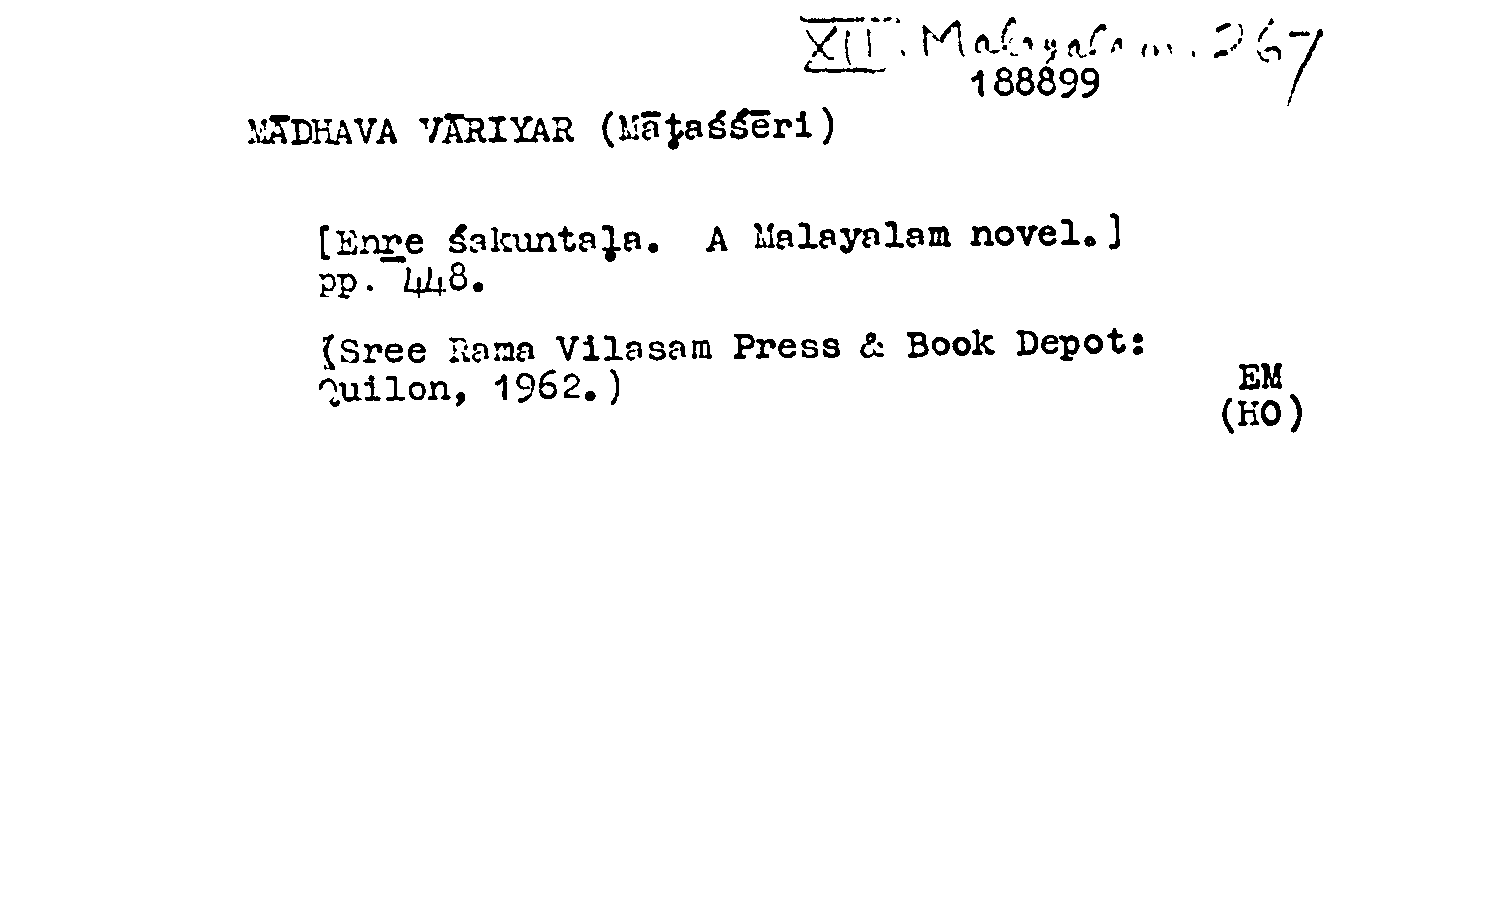 XII. Malayalam. 267
188899
MĀDHAVA VĀRIYAR (Māṭaśśēri)
[Enṟe śakuntaḷa. A Malayalam novel.]
pp. 448.
(Sree Rama Vilasam Press & Book Depot:
Quilon, 1962.)
EM
(HO)